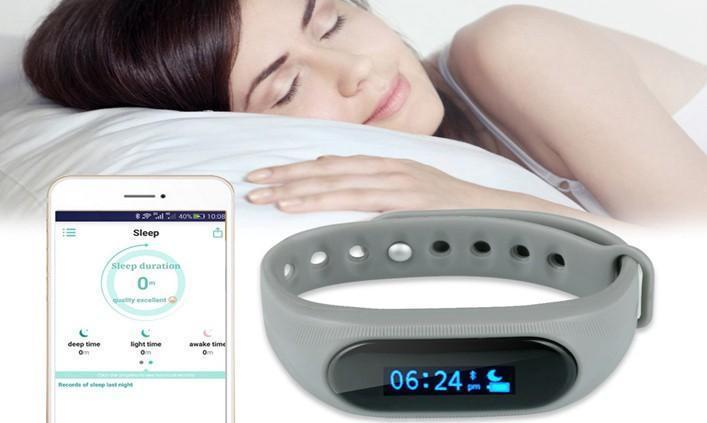 40% 10:08
Sleep
Sleep duration
0m
quality excellent
deep time light time awake time
0m 0m 0m
Records of sleep last night
06:24 pm